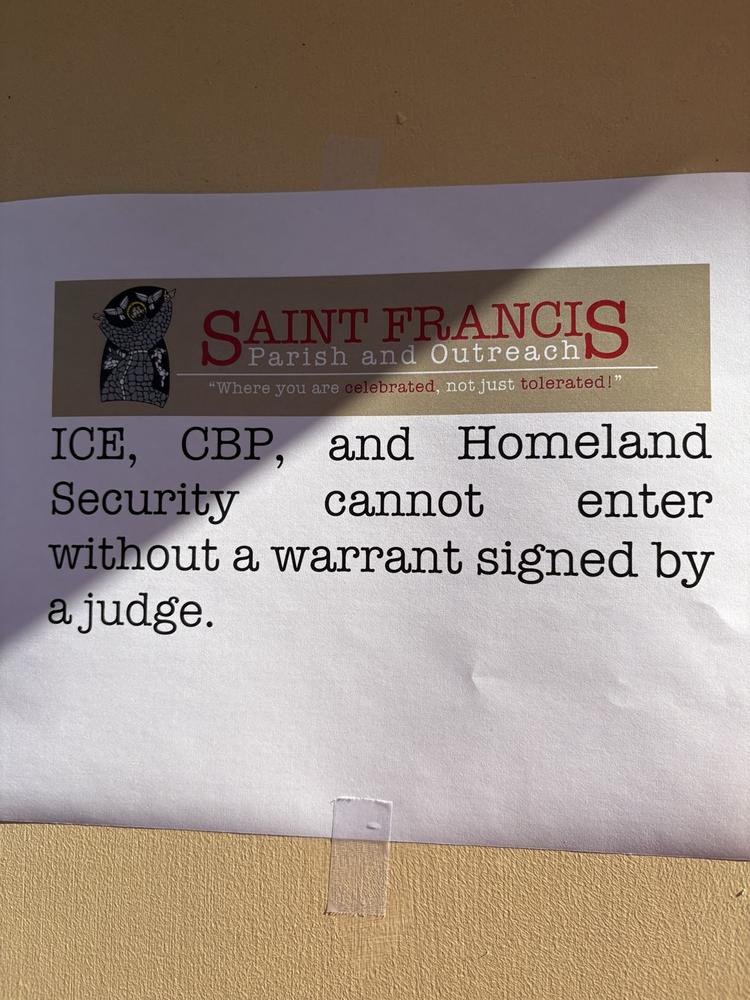 SAINT FRANCIS
Parish and Outreach
“Where you are celebrated, not just tolerated!”
ICE, CBP, and Homeland
Security cannot enter
without a warrant signed by
a judge.